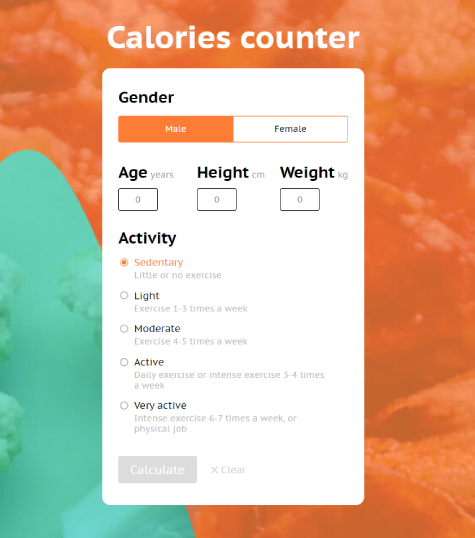 Calories counter
Gender
Male Female
Age years Height cm Weight kg
0 0 0
Activity
Sedentary
Little or no exercise
Light
Exercise 1-3 times a week
Moderate
Exercise 4-5 times a week
Active
Daily exercise or intense exercise 3-4 times
a week
Very active
Intense exercise 6-7 times a week, or
physical job
Calculate Clear